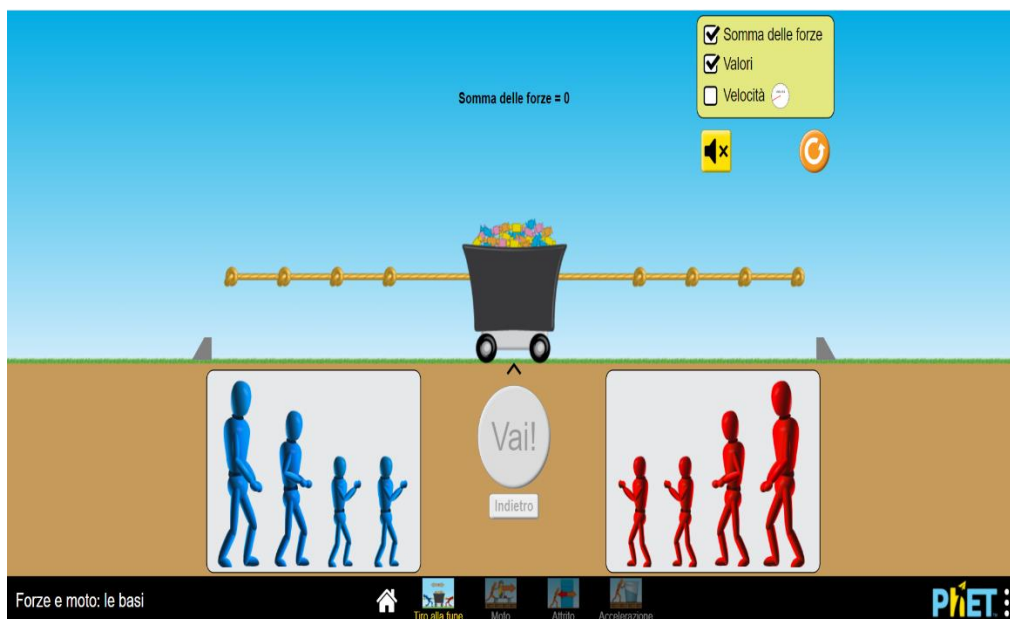 Somma delle forze
Valori
Velocità
Somma delle forze = 0
Vai!
Indietro
Forze e moto: le basi
Tiro alla fune
Moto
Attrito
Accelerazione
PhET